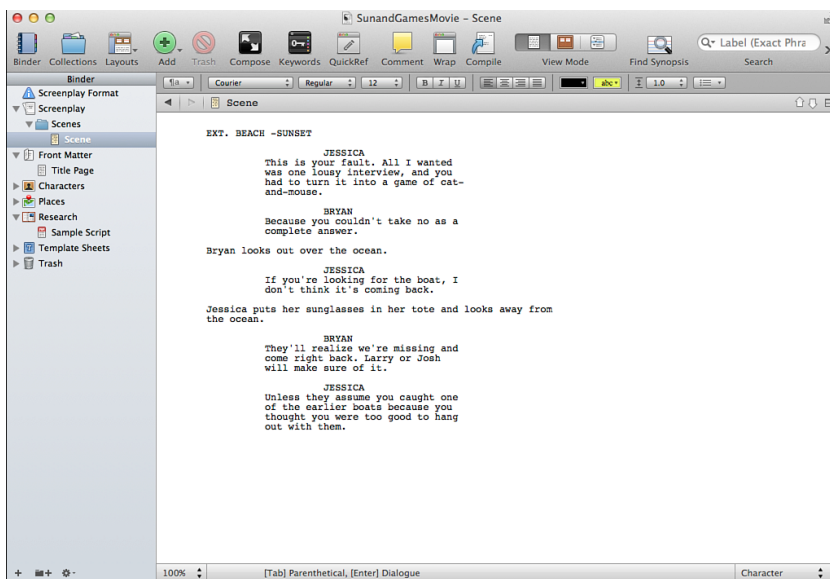 SunandGamesMovie – Scene
Binder Collections Layouts Add Trash Compose Keywords QuickRef Comment Wrap Compile View Mode Find Synopsis Search
Label (Exact Phra
Binder
¶a Courier Regular 12 B I U abc 1.0
Screenplay Format
Screenplay
Scenes
Scene
Front Matter
Title Page
Characters
Places
Research
Sample Script
Template Sheets
Trash
Scene
EXT. BEACH -SUNSET
JESSICA
This is your fault. All I wanted
was one lousy interview, and you
had to turn it into a game of cat-
and-mouse.
BRYAN
Because you couldn't take no as a
complete answer.
Bryan looks out over the ocean.
JESSICA
If you're looking for the boat, I
don't think it's coming back.
Jessica puts her sunglasses in her tote and looks away from
the ocean.
BRYAN
They'll realize we're missing and
come right back. Larry or Josh
will make sure of it.
JESSICA
Unless they assume you caught one
of the earlier boats because you
thought you were too good to hang
out with them.
100% [Tab] Parenthetical, [Enter] Dialogue Character